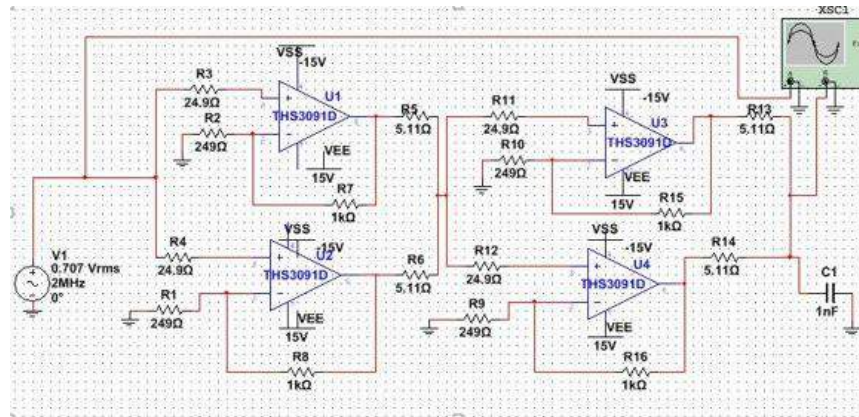 XSC1
VSS
-15V
R3
24.9Ω
U1
THS3091D
R2
249Ω
VEE
15V
R7
1kΩ
R5
5.11Ω
R11
24.9Ω
VSS
-15V
U3
THS3091D
R10
249Ω
VEE
15V
R15
1kΩ
R13
5.11Ω
V1
0.707 Vrms
2MHz
0°
R4
24.9Ω
VSS
-15V
U2
THS3091D
R1
249Ω
VEE
15V
R8
1kΩ
R6
5.11Ω
R12
24.9Ω
VSS
-15V
U4
THS3091D
R9
249Ω
VEE
15V
R16
1kΩ
R14
5.11Ω
C1
1nF